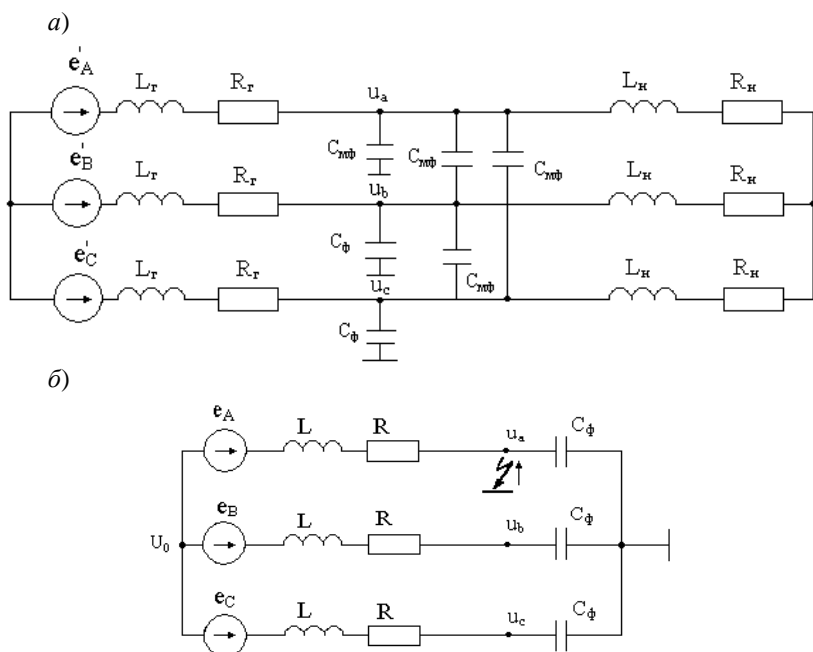 а)
e'A Lг Rг ua Lн Rн
Cмф Cмф Cмф
e'B Lг Rг ub Lн Rн
Cф Cмф
e'C Lг Rг uc Lн Rн
Cф
б)
eA L R ua Cф
U0 eB L R ub Cф
eC L R uc Cф